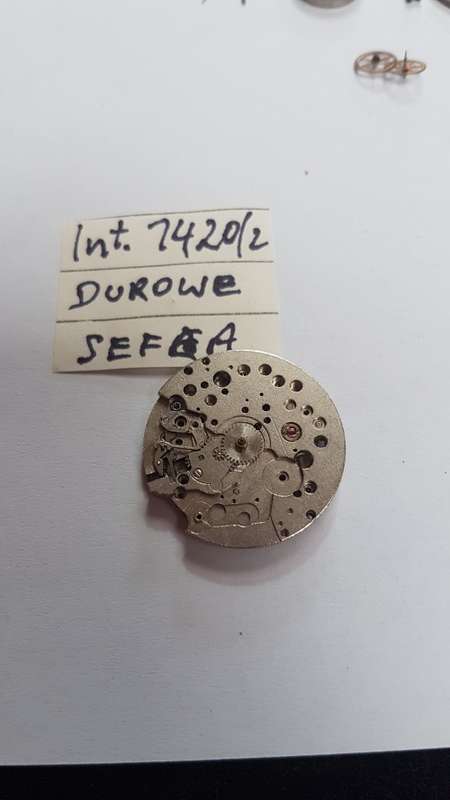 Int. 7420/2
DUROWE
SEFEA